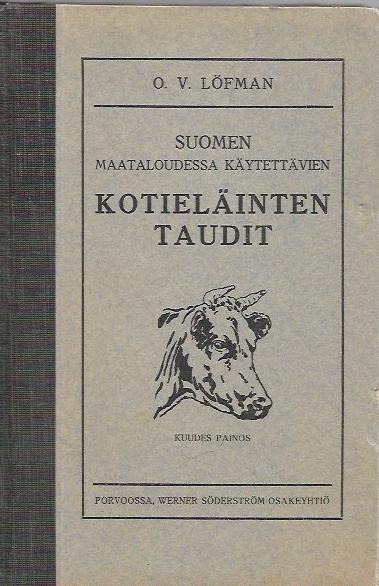 O. V. LÖFMAN
SUOMEN
MAATALOUDESSA KÄYTETTÄVIEN
KOTIELÄINTEN
TAUDIT
KUUDES PAINOS
PORVOOSSA, WERNER SÖDERSTRÖM OSAKEYHTIÖ